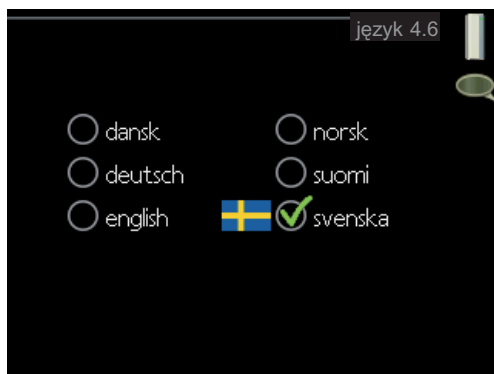 język 4.6
dansk
norsk
deutsch
suomi
english
svenska